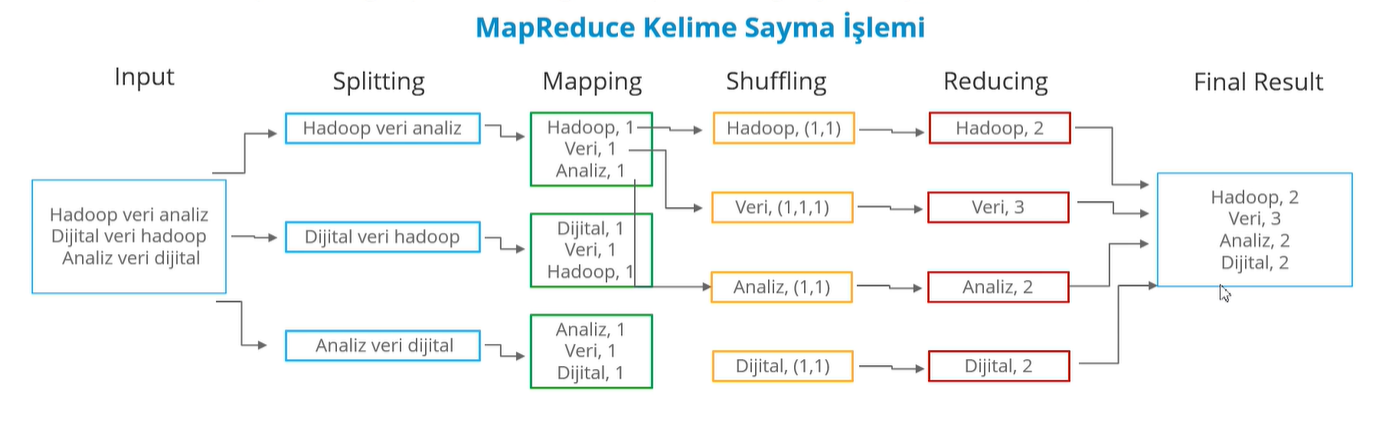 MapReduce Kelime Sayma İşlemi
Input
Splitting
Mapping
Shuffling
Reducing
Final Result
Hadoop veri analiz
Dijital veri hadoop
Analiz veri dijital
Hadoop veri analiz
Dijital veri hadoop
Analiz veri dijital
Hadoop, 1
Veri, 1
Analiz, 1
Dijital, 1
Veri, 1
Hadoop, 1
Analiz, 1
Veri, 1
Dijital, 1
Hadoop, (1,1)
Veri, (1,1,1)
Analiz, (1,1)
Dijital, (1,1)
Hadoop, 2
Veri, 3
Analiz, 2
Dijital, 2
Hadoop, 2
Veri, 3
Analiz, 2
Dijital, 2